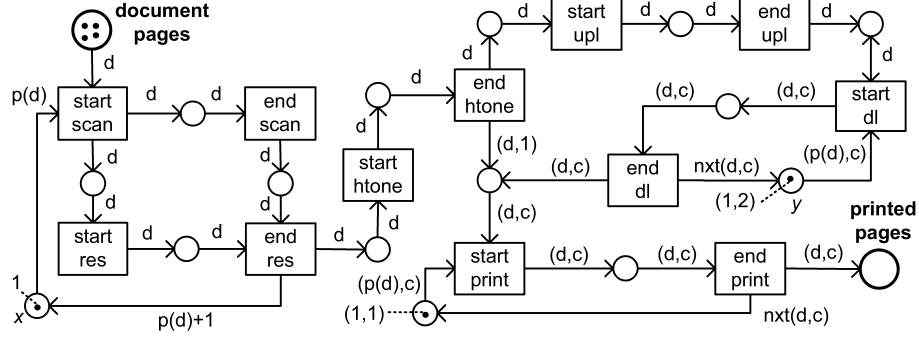 document
pages
d
p(d)
start
scan
d
d
end
scan
d
d
d
d
start
res
d
d
end
res
d
1
x
p(d)+1
d
start
htone
d
d
end
htone
d
d
start
upl
d
d
end
upl
d
d
start
dl
(d,c)
(d,c)
(p(d),c)
(d,1)
(d,c)
end
dl
nxt(d,c)
(1,2)
y
(d,c)
start
print
(d,c)
(d,c)
end
print
(d,c)
printed
pages
(p(d),c)
(1,1)
nxt(d,c)